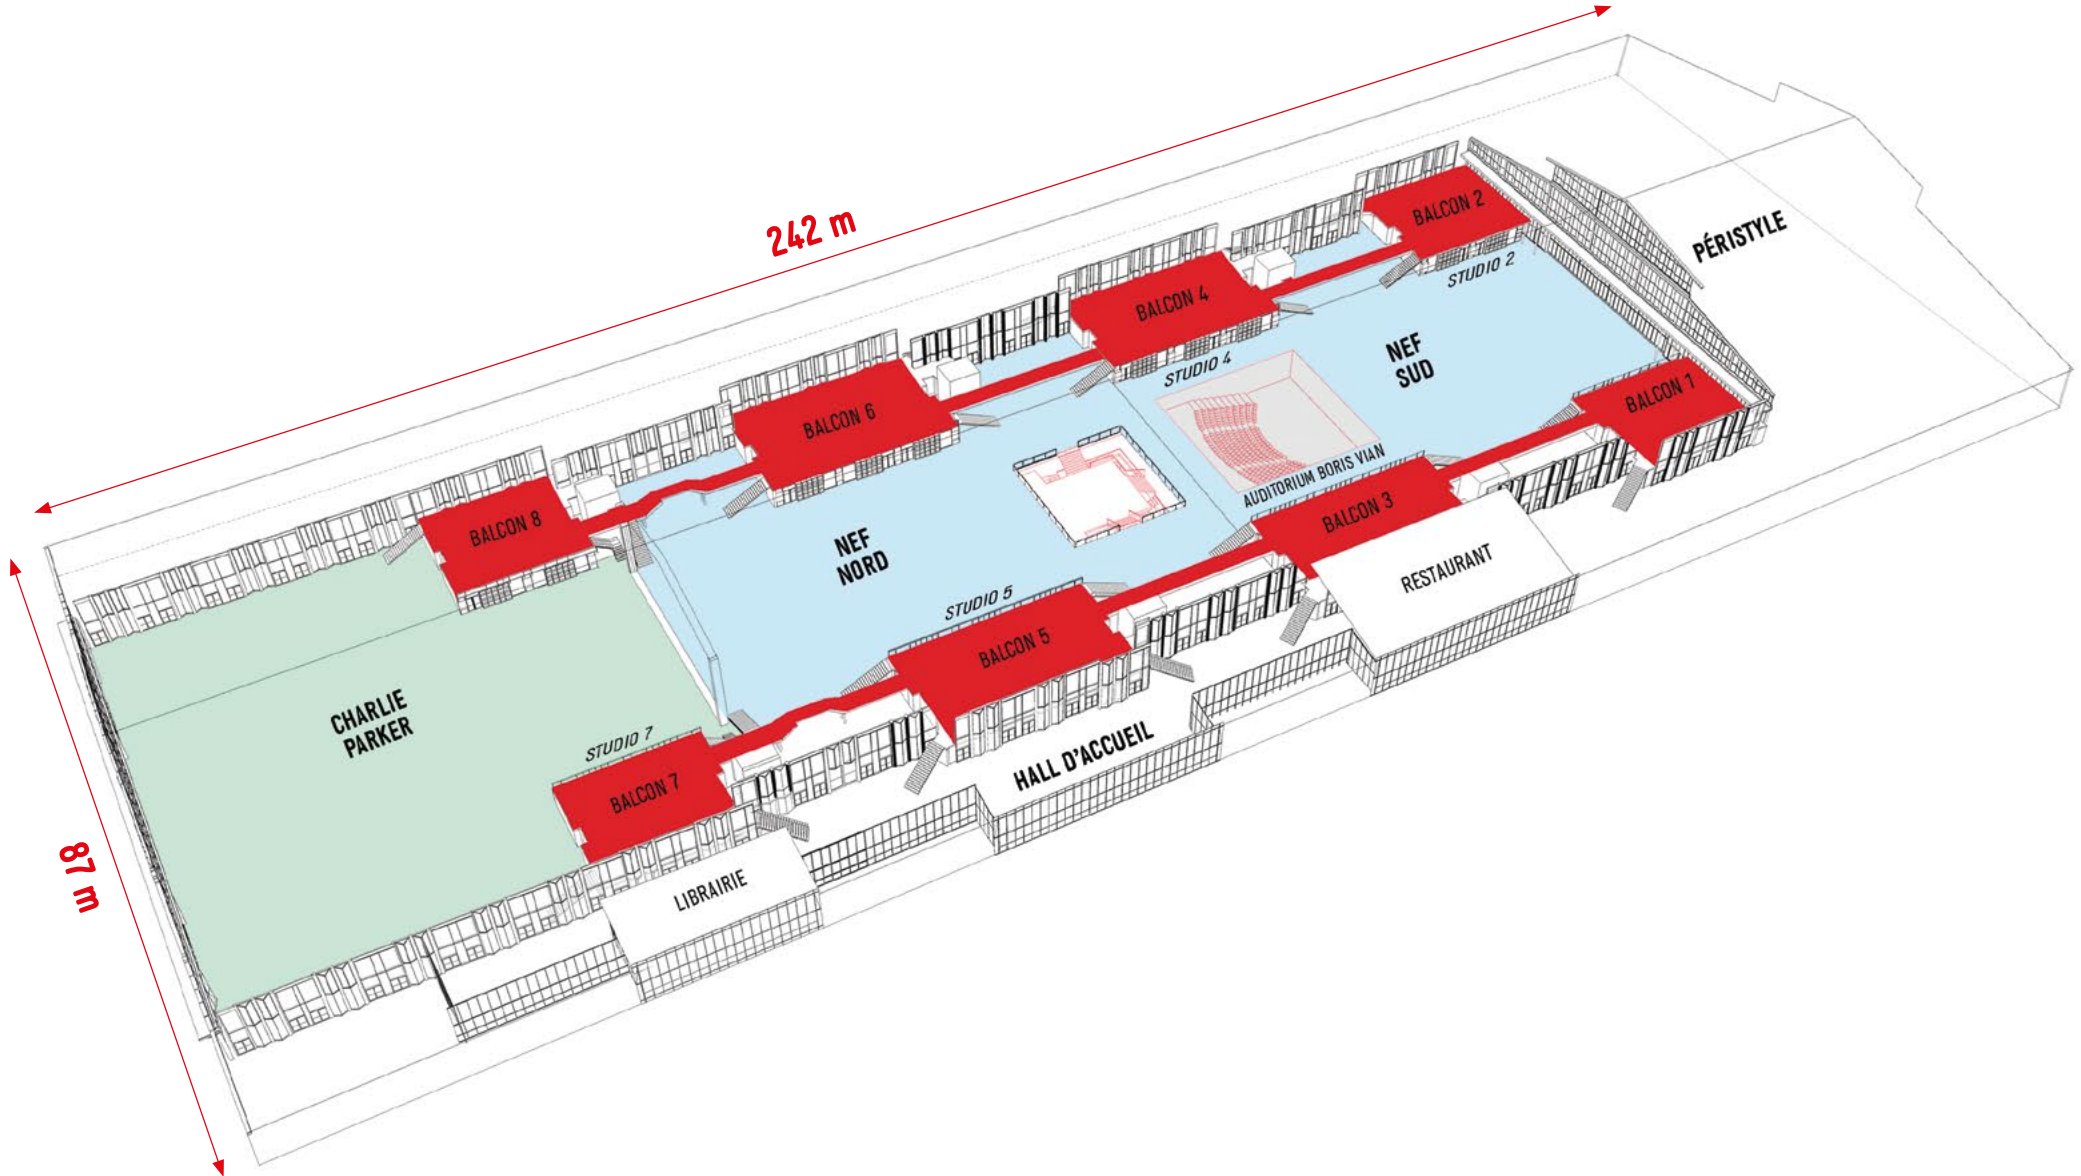 242 m
87 m
BALCON 2
STUDIO 2
PÉRISTYLE
BALCON 4
STUDIO 4
NEF
SUD
BALCON 1
BALCON 6
AUDITORIUM BORIS VIAN
BALCON 3
RESTAURANT
BALCON 8
NEF
NORD
STUDIO 5
BALCON 5
CHARLIE
PARKER
STUDIO 7
BALCON 7
HALL D'ACCUEIL
LIBRAIRIE